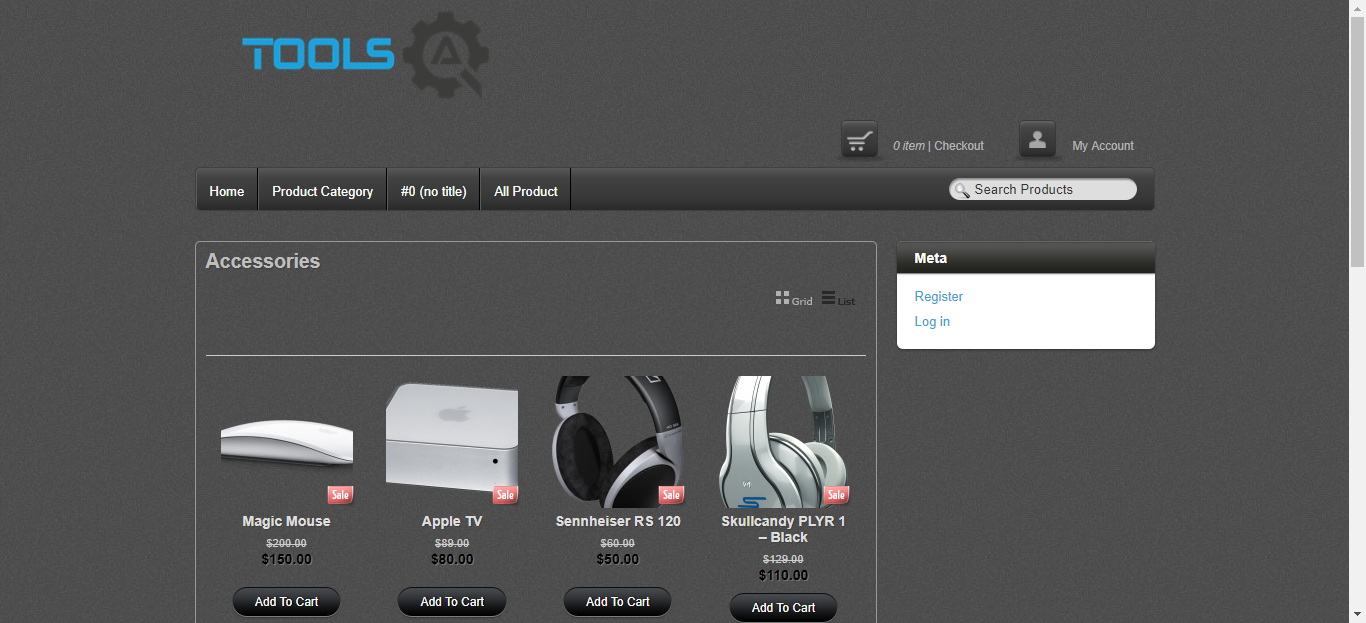 TOOLS
0 item | Checkout
My Account
Home
Product Category
#0 (no title)
All Product
Search Products
Accessories
Grid
List
Meta
Register
Log in
Sale
Sale
Sale
Sale
Magic Mouse
$200.00
$150.00
Add To Cart
Apple TV
$89.00
$80.00
Add To Cart
Sennheiser RS 120
$60.00
$50.00
Add To Cart
Skullcandy PLYR 1
– Black
$129.00
$110.00
Add To Cart